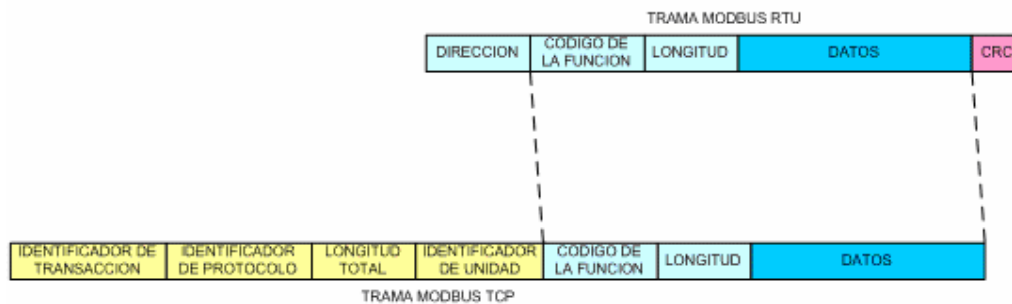 TRAMA MODBUS RTU
DIRECCION
CODIGO DE
LA FUNCION
LONGITUD
DATOS
CRC
IDENTIFICADOR DE
TRANSACCION
IDENTIFICADOR
DE PROTOCOLO
LONGITUD
TOTAL
IDENTIFICADOR
DE UNIDAD
CODIGO DE
LA FUNCION
LONGITUD
DATOS
TRAMA MODBUS TCP